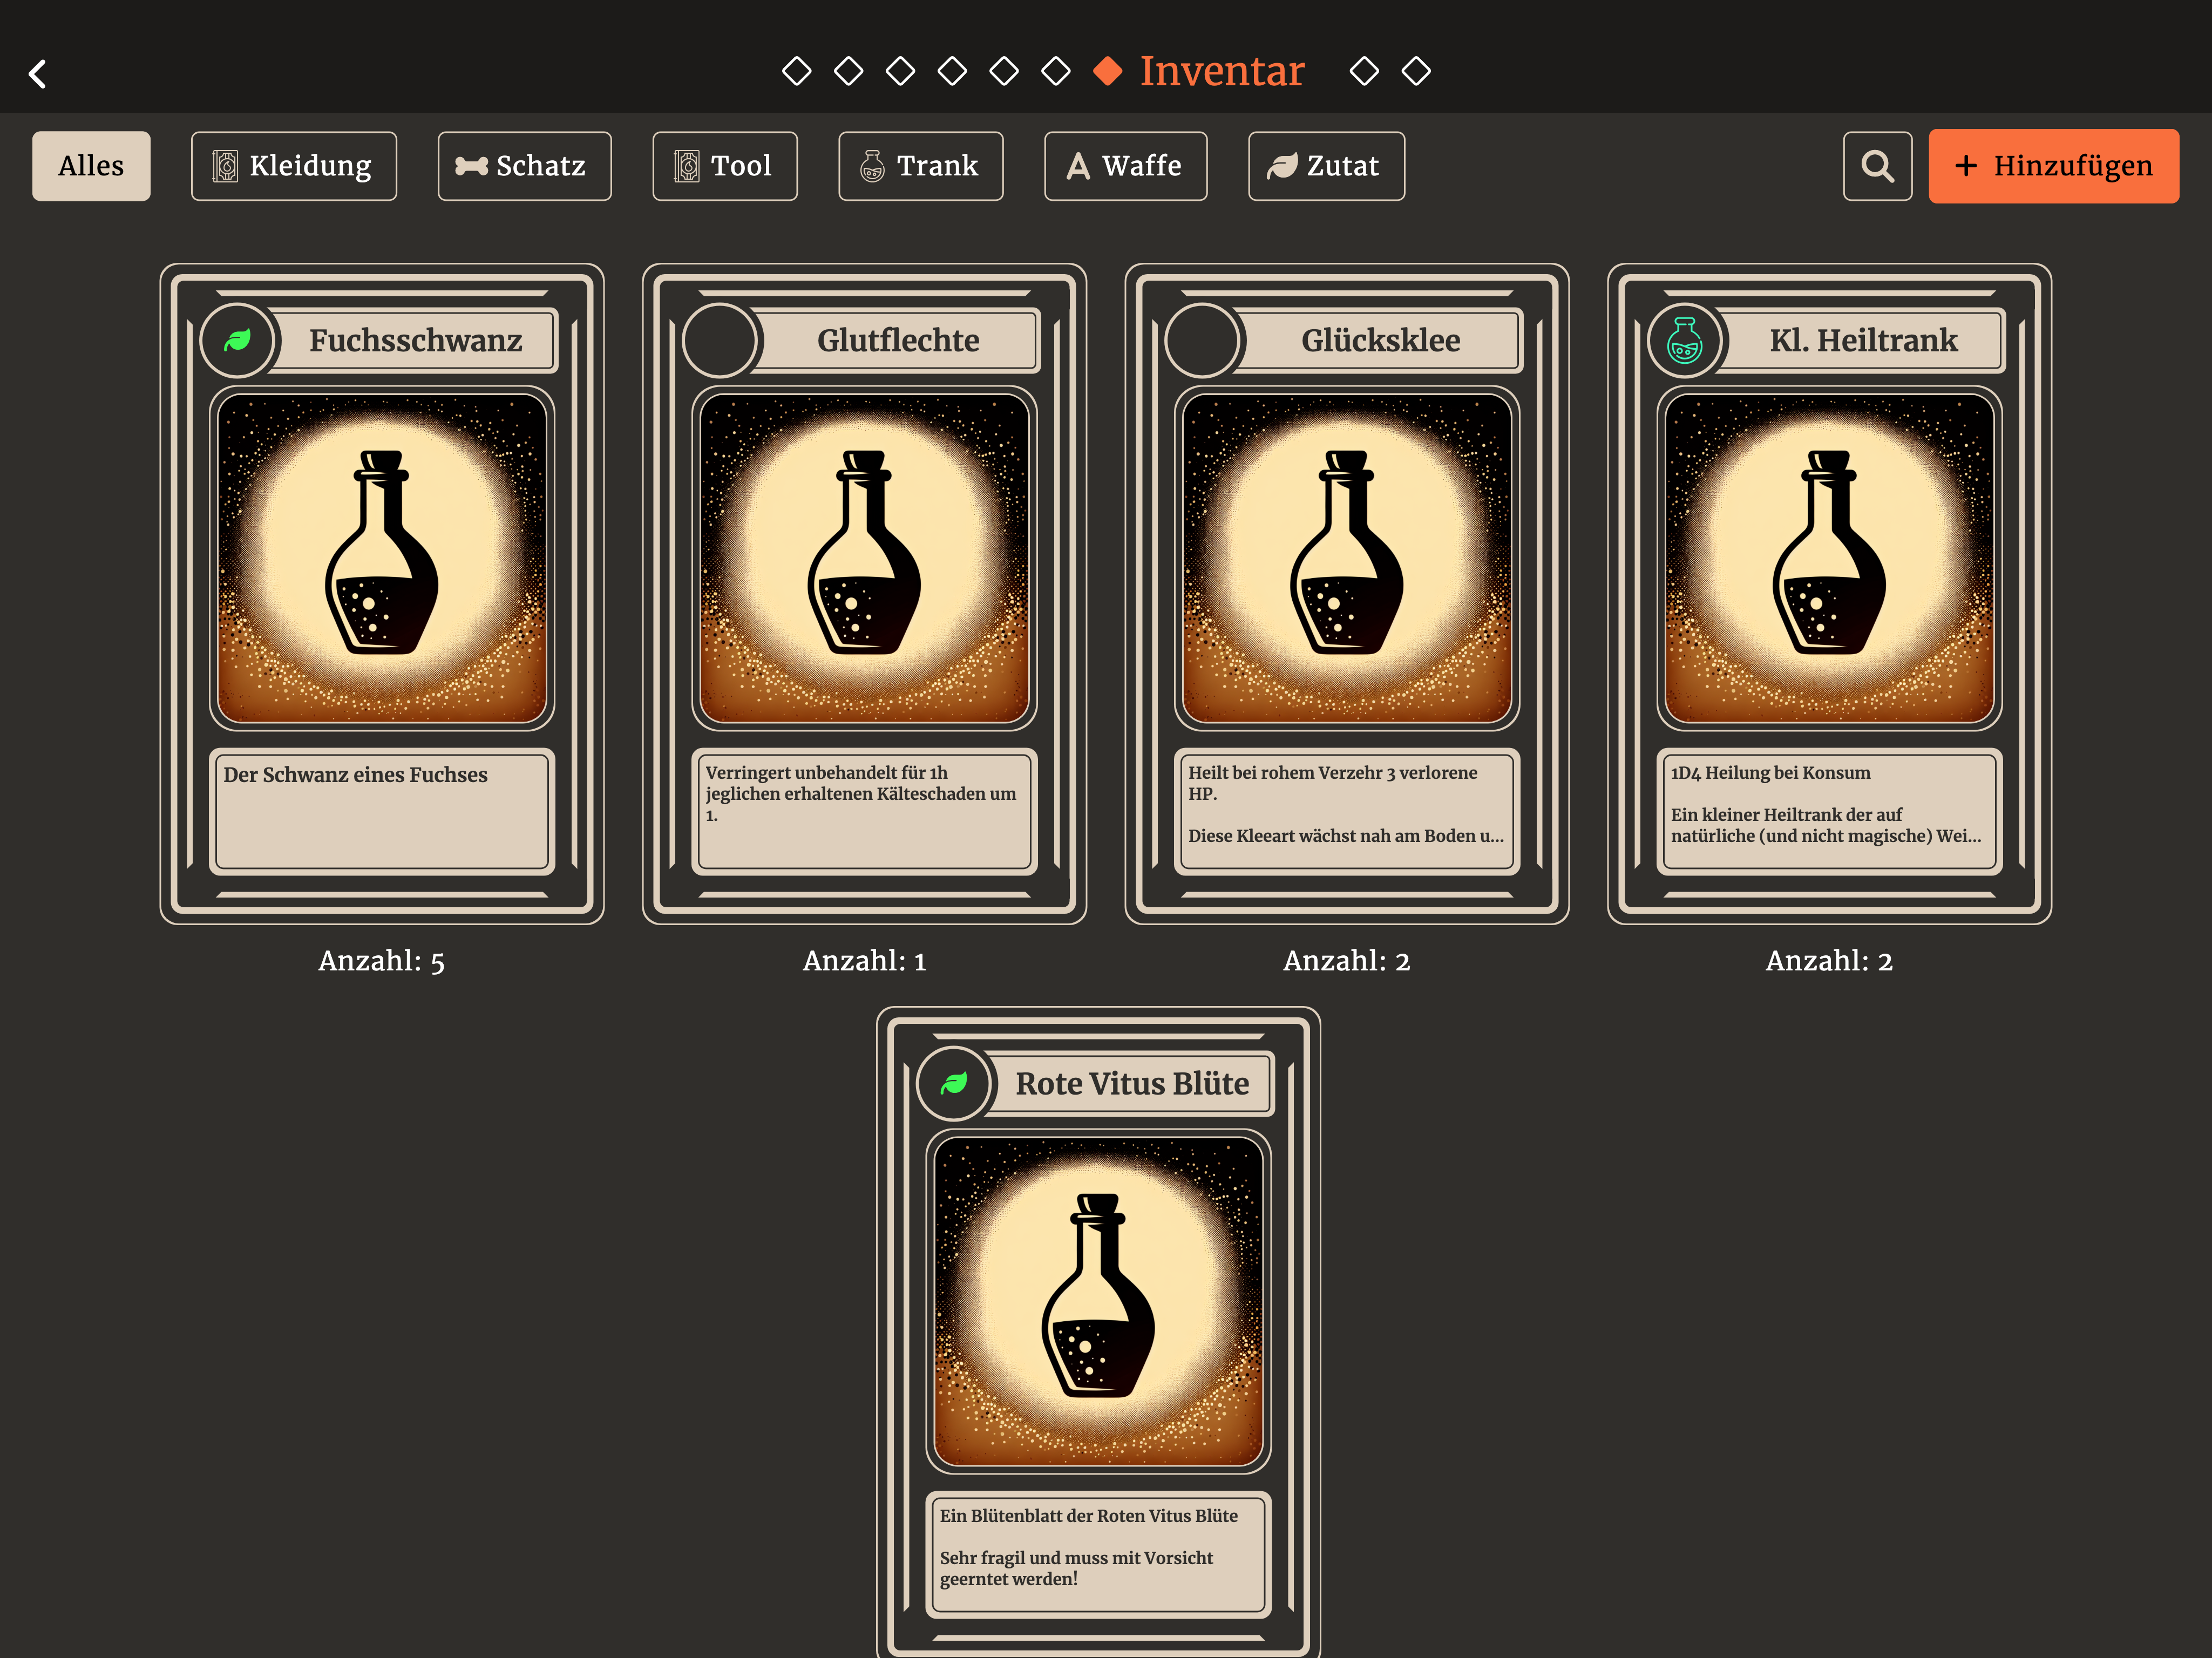 Inventar
Alles
Kleidung
Schatz
Tool
Trank
Waffe
Zutat
+ Hinzufügen
Fuchsschwanz
Der Schwanz eines Fuchses
Anzahl: 5
Glutflechte
Verringert unbehandelt für 1h
jeglichen erhaltenen Kälteschaden um
1.
Anzahl: 1
Glücksklee
Heilt bei rohem Verzehr 3 verlorene
HP.
Diese Kleeart wächst nah am Boden u...
Anzahl: 2
Kl. Heiltrank
1D4 Heilung bei Konsum
Ein kleiner Heiltrank der auf
natürliche (und nicht magische) Wei...
Anzahl: 2
Rote Vitus Blüte
Ein Blütenblatt der Roten Vitus Blüte
Sehr fragil und muss mit Vorsicht
geerntet werden!